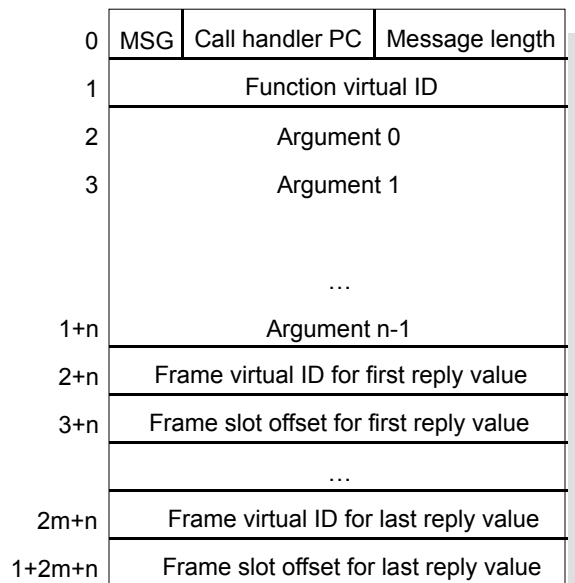 0 MSG Call handler PC Message length
1 Function virtual ID
2 Argument 0
3 Argument 1
…
1+n Argument n-1
2+n Frame virtual ID for first reply value
3+n Frame slot offset for first reply value
…
2m+n Frame virtual ID for last reply value
1+2m+n Frame slot offset for last reply value